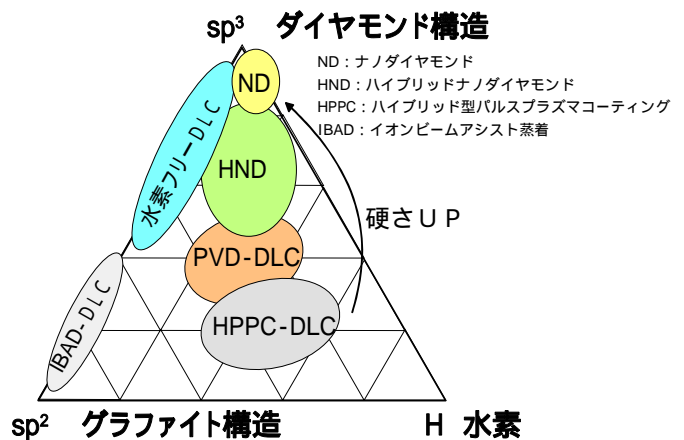 sp³ ダイヤモンド構造
ND：ナノダイヤモンド
HND：ハイブリッドナノダイヤモンド
HPPC：ハイブリッド型パルスプラズマコーティング
IBAD：イオンビームアシスト蒸着
ND
水素フリーDLC
HND
硬さＵＰ
PVD-DLC
IBAD-DLC
HPPC-DLC
sp² グラファイト構造
H 水素